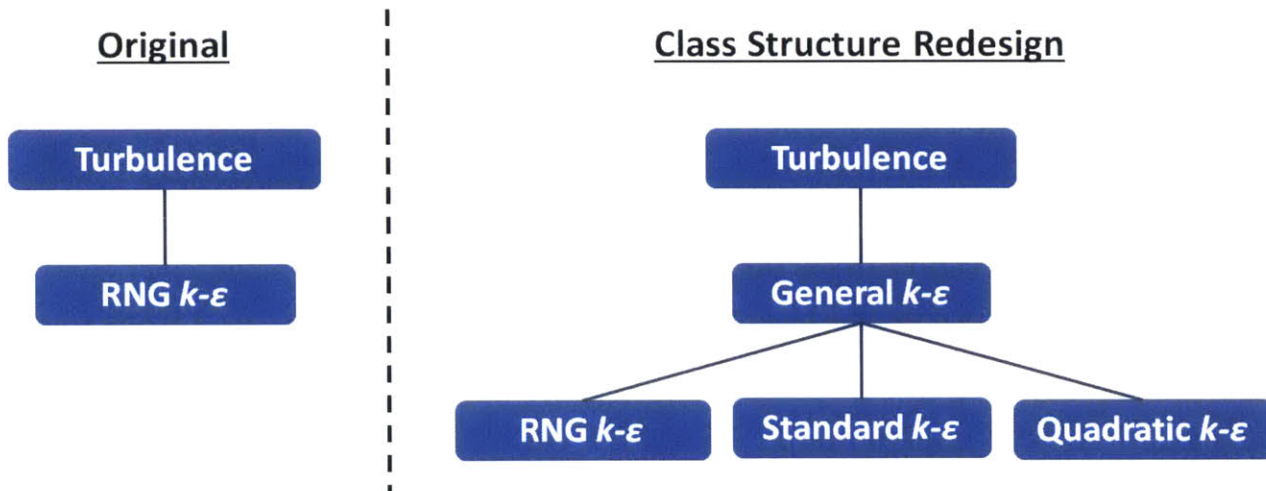 Original
Turbulence
RNG k-ε
Class Structure Redesign
Turbulence
General k-ε
RNG k-ε
Standard k-ε
Quadratic k-ε